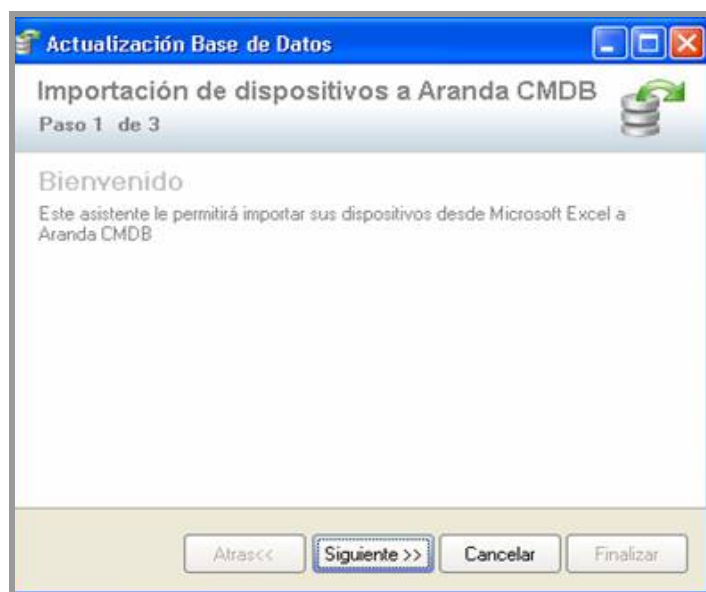 Actualización Base de Datos
Importación de dispositivos a Aranda CMDB
Paso 1 de 3
Bienvenido
Este asistente le permitirá importar sus dispositivos desde Microsoft Excel a
Aranda CMDB
Atras<<
Siguiente >>
Cancelar
Finalizar